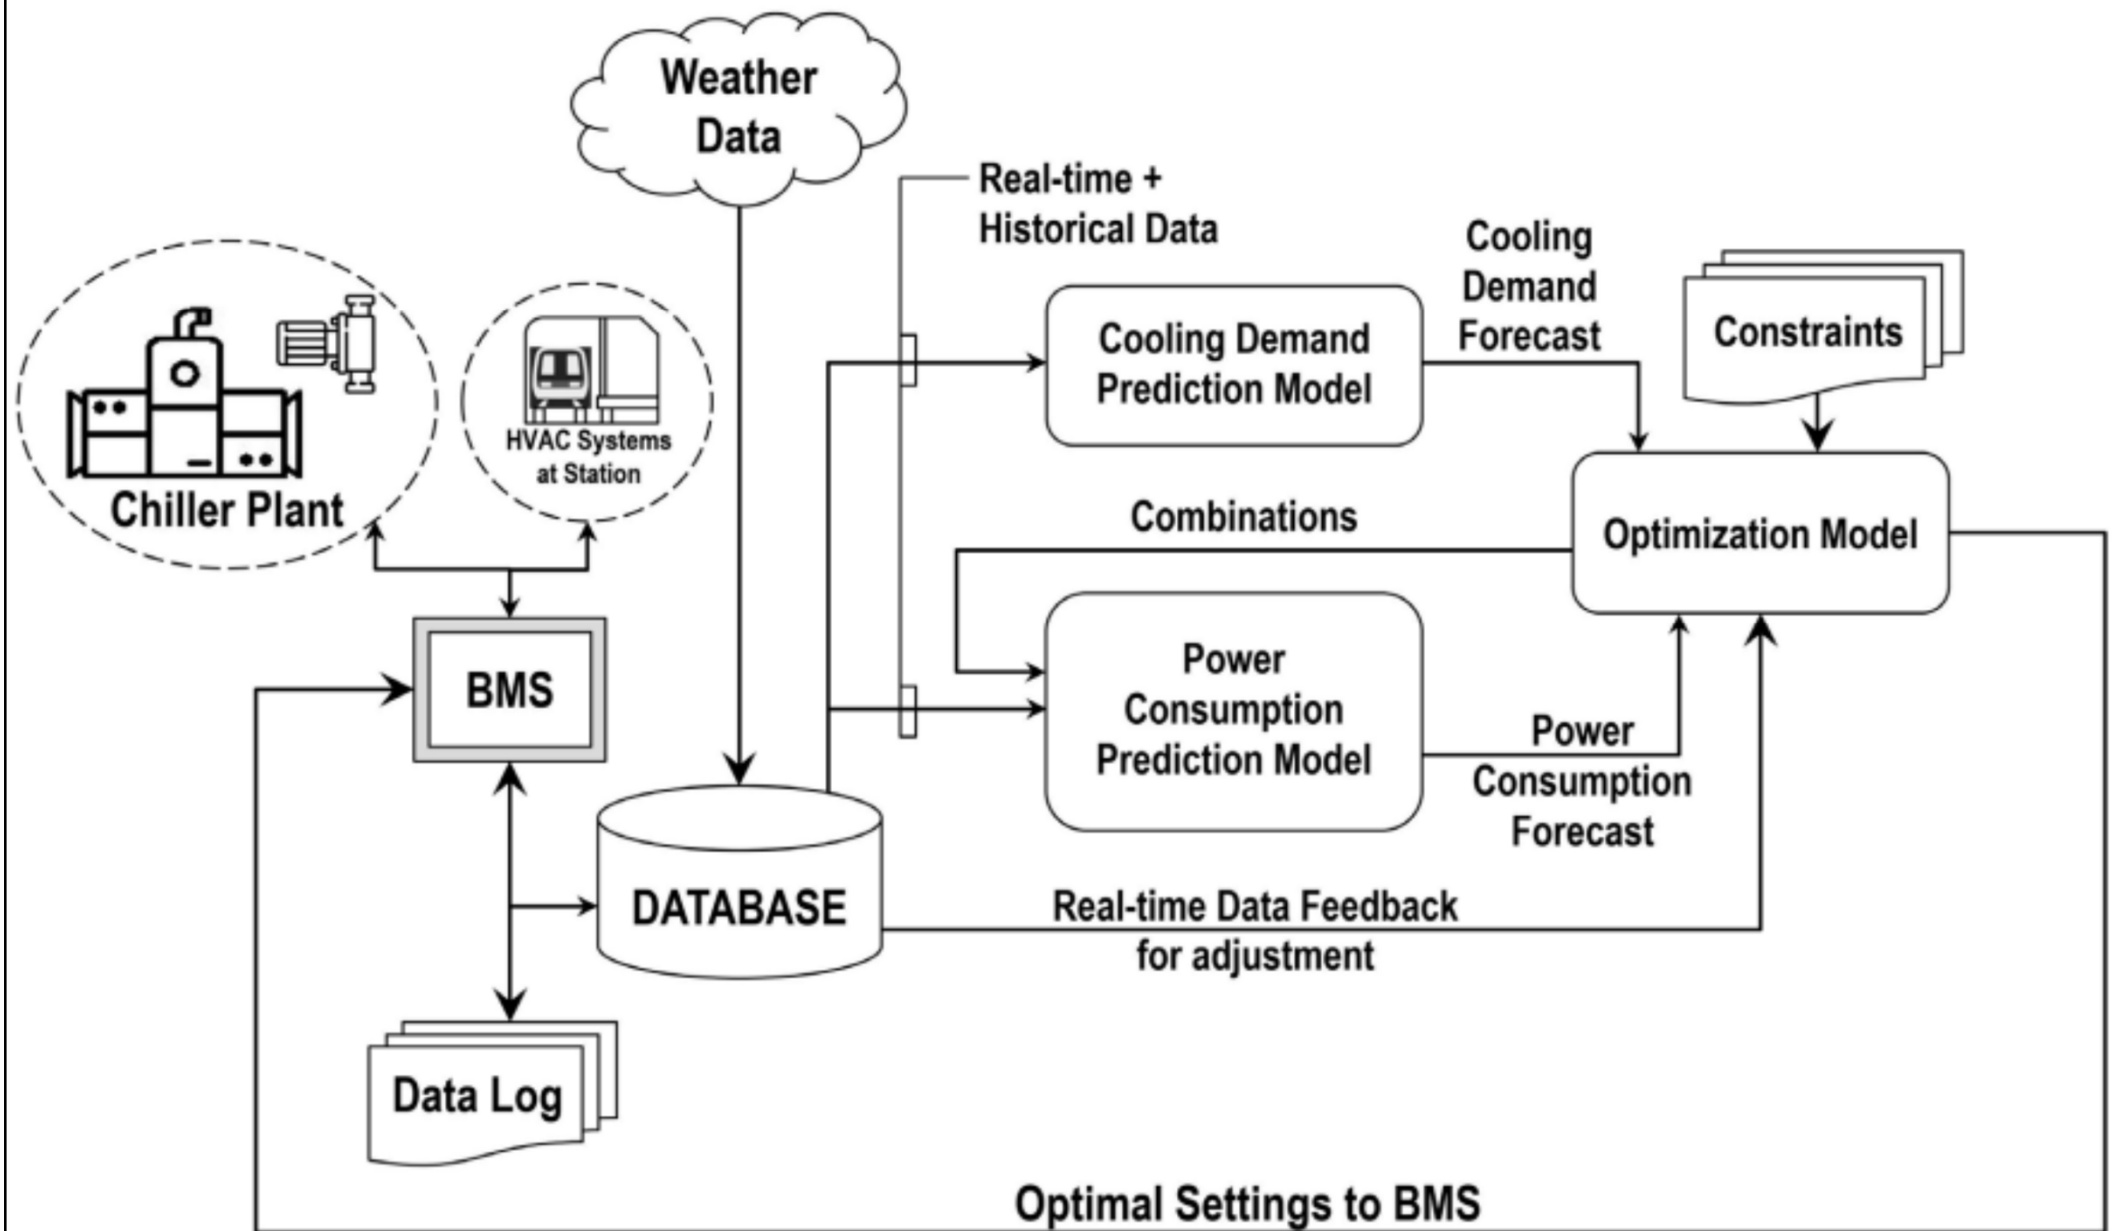 Weather
Data
Real-time +
Historical Data
Cooling
Demand
Forecast
Constraints
Cooling Demand
Prediction Model
HVAC Systems
at Station
Chiller Plant
Combinations
Optimization Model
BMS
Power
Consumption
Prediction Model
Power
Consumption
Forecast
DATABASE
Real-time Data Feedback
for adjustment
Data Log
Optimal Settings to BMS